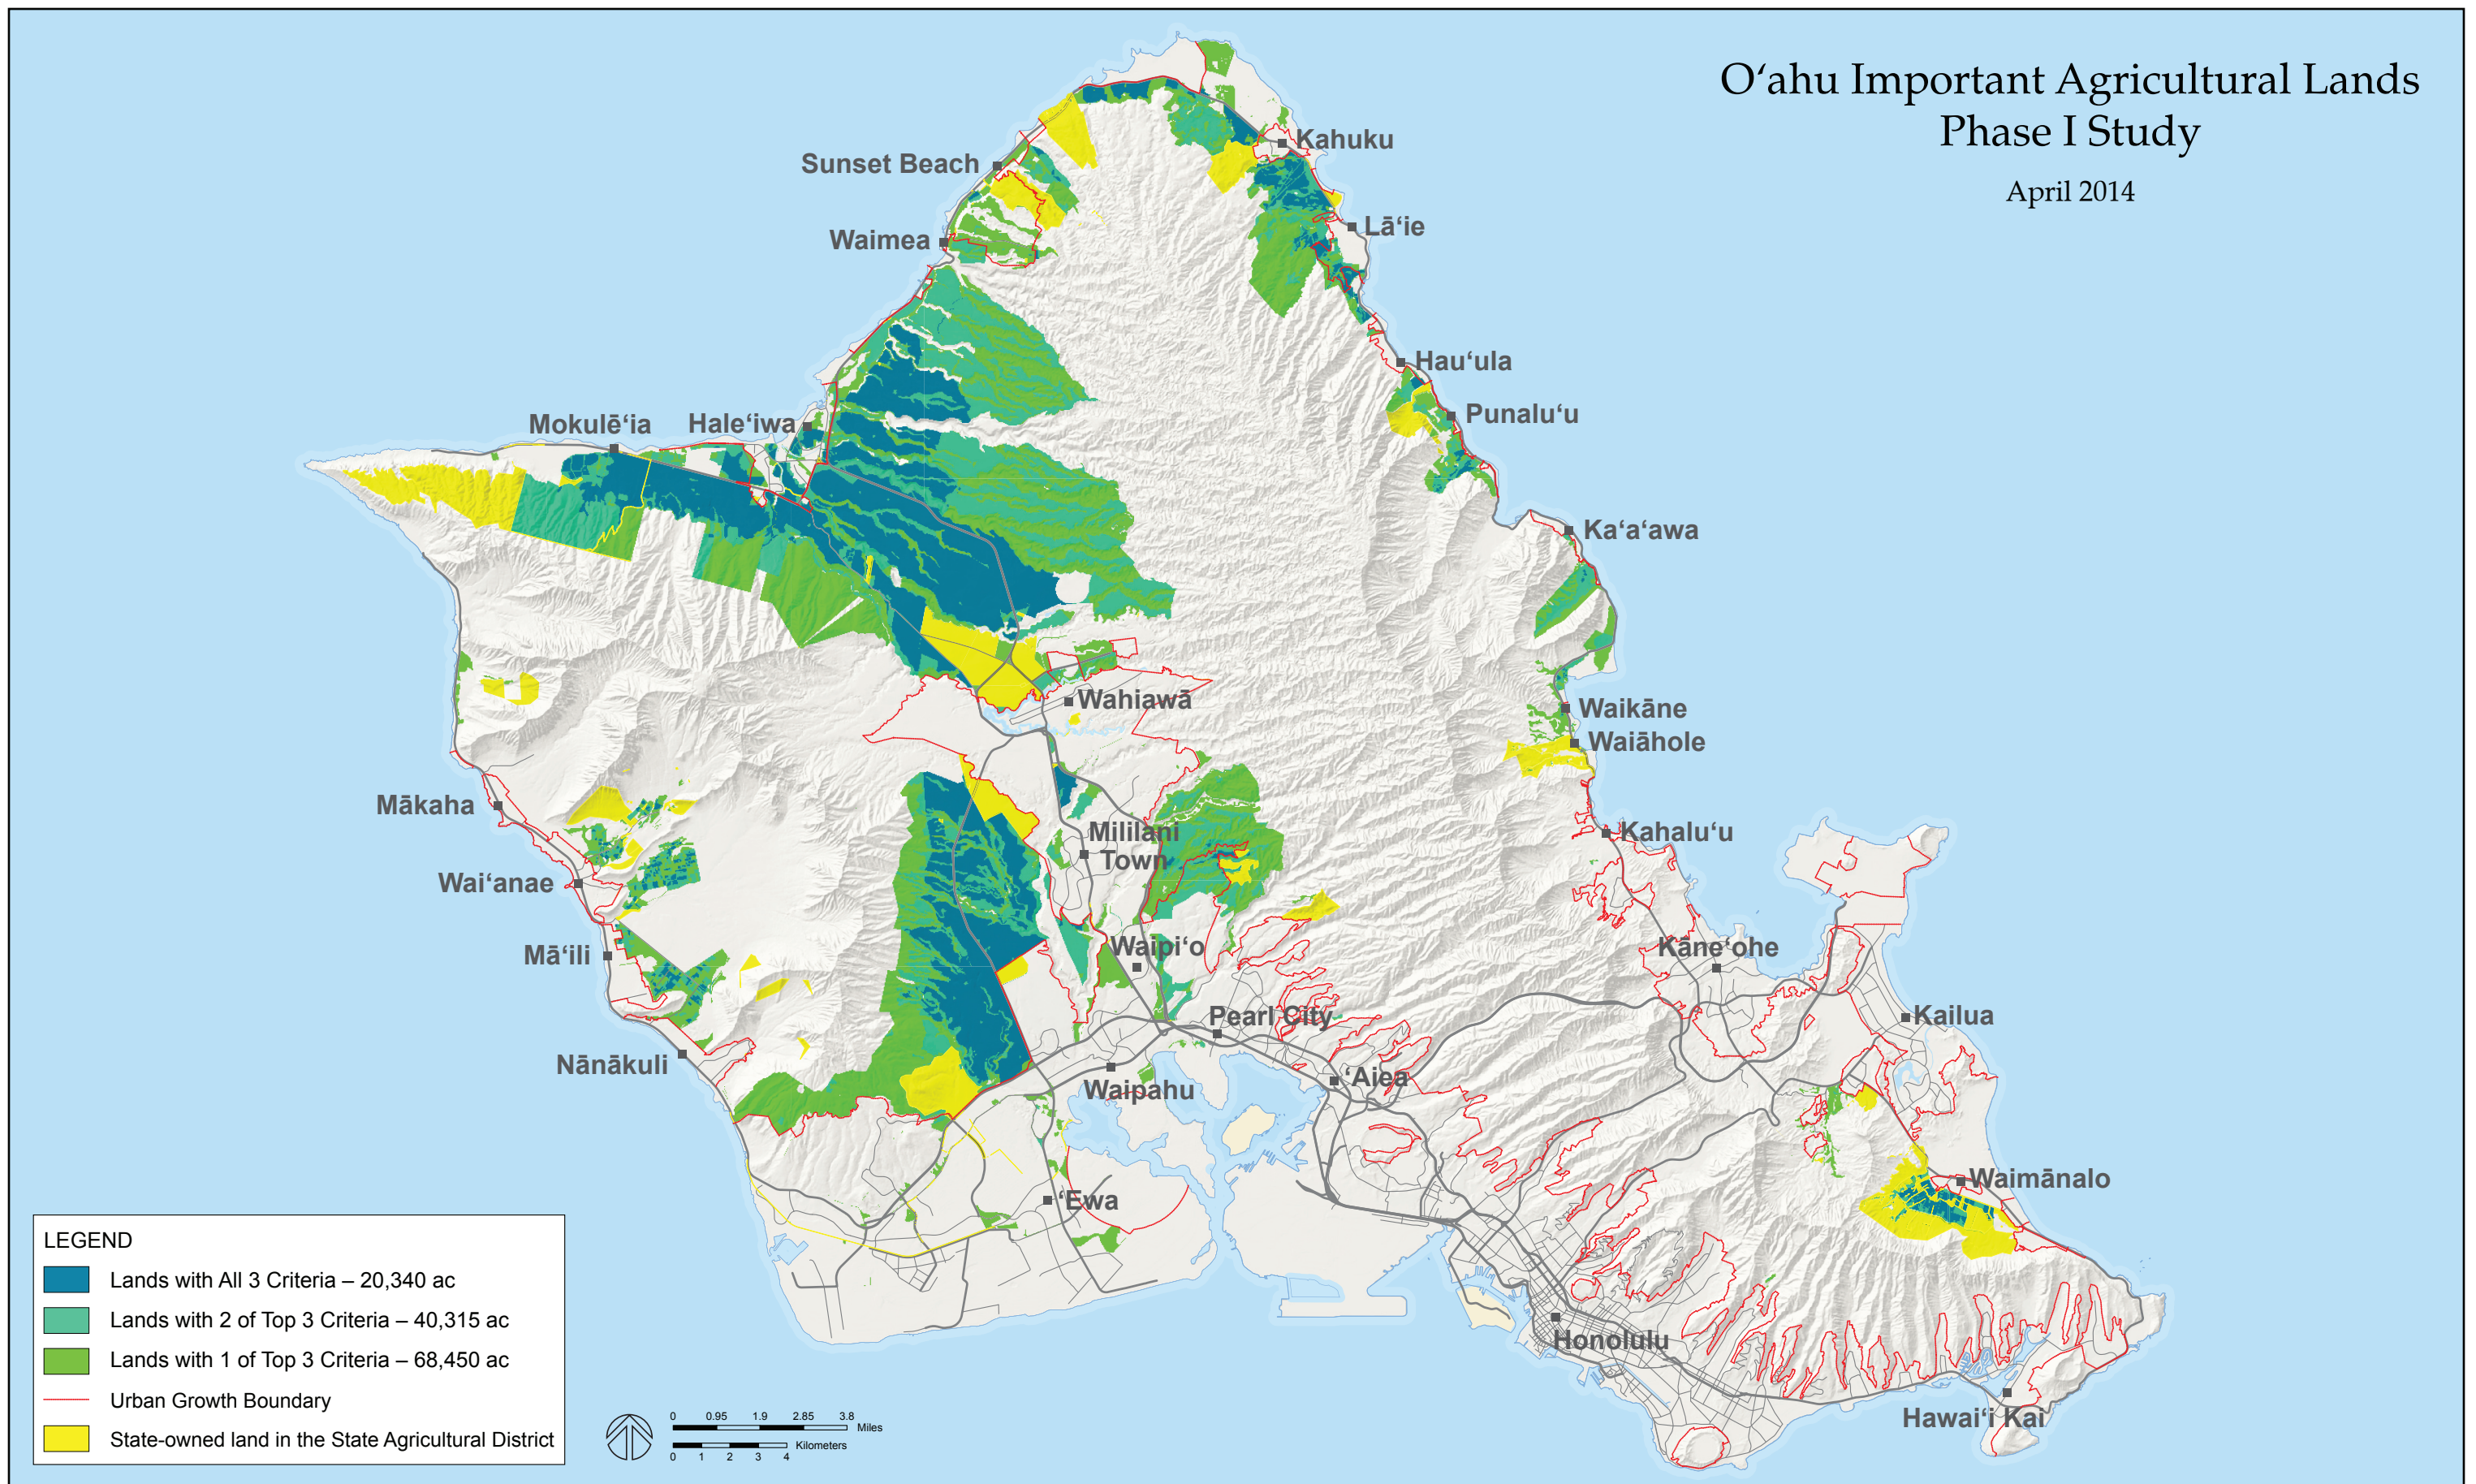 Oʻahu Important Agricultural Lands
Phase I Study
April 2014
Kahuku
Sunset Beach
Lāʻie
Waimea
Hauʻula
Punaluʻu
Mokulēʻia
Haleʻiwa
Kaʻaʻawa
Wahiawā
Waikāne
Waiāhole
Mākaha
Mililani
Town
Kahaluʻu
Waiʻanae
Māʻili
Waipiʻo
Kāneʻohe
Pearl City
Kailua
Nānākuli
Waipahu
ʻAiea
Waimānalo
ʻEwa
Honolulu
Hawaiʻi Kai
LEGEND
Lands with All 3 Criteria – 20,340 ac
Lands with 2 of Top 3 Criteria – 40,315 ac
Lands with 1 of Top 3 Criteria – 68,450 ac
Urban Growth Boundary
State-owned land in the State Agricultural District
0 0.95 1.9 2.85 3.8
Miles
Kilometers
0 1 2 3 4